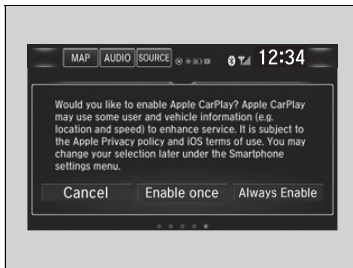 MAP AUDIO SOURCE 12:34
Would you like to enable Apple CarPlay? Apple CarPlay
may use some user and vehicle information (e.g.
location and speed) to enhance service. It is subject to
the Apple Privacy policy and iOS terms of use. You may
change your selection later under the Smartphone
settings menu.
Cancel Enable once Always Enable